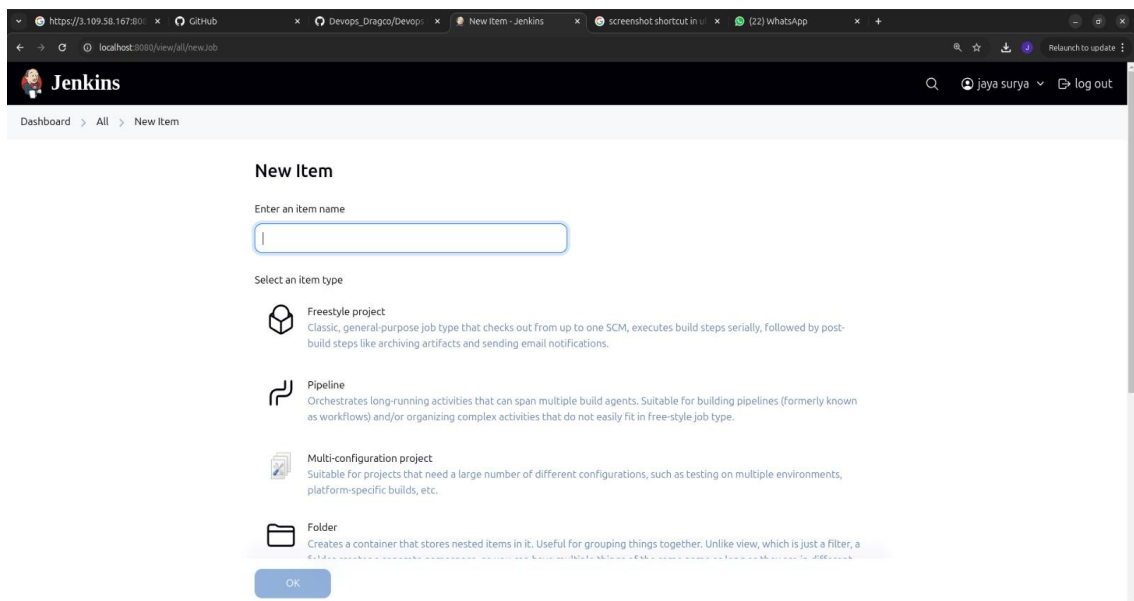 https://3.109.58.167:808
GitHub
Devops_Dragco/Devops
New Item - Jenkins
screenshot shortcut in u
(22) WhatsApp
localhost:8080/view/all/newJob
Relaunch to update
Jenkins
jaya surya
log out
Dashboard > All > New Item
New Item
Enter an item name
Select an item type
Freestyle project
Classic, general-purpose job type that checks out from up to one SCM, executes build steps serially, followed by post-
build steps like archiving artifacts and sending email notifications.
Pipeline
Orchestrates long-running activities that can span multiple build agents. Suitable for building pipelines (formerly known
as workflows) and/or organizing complex activities that do not easily fit in free-style job type.
Multi-configuration project
Suitable for projects that need a large number of different configurations, such as testing on multiple environments,
platform-specific builds, etc.
Folder
Creates a container that stores nested items in it. Useful for grouping things together. Unlike view, which is just a filter, a
OK